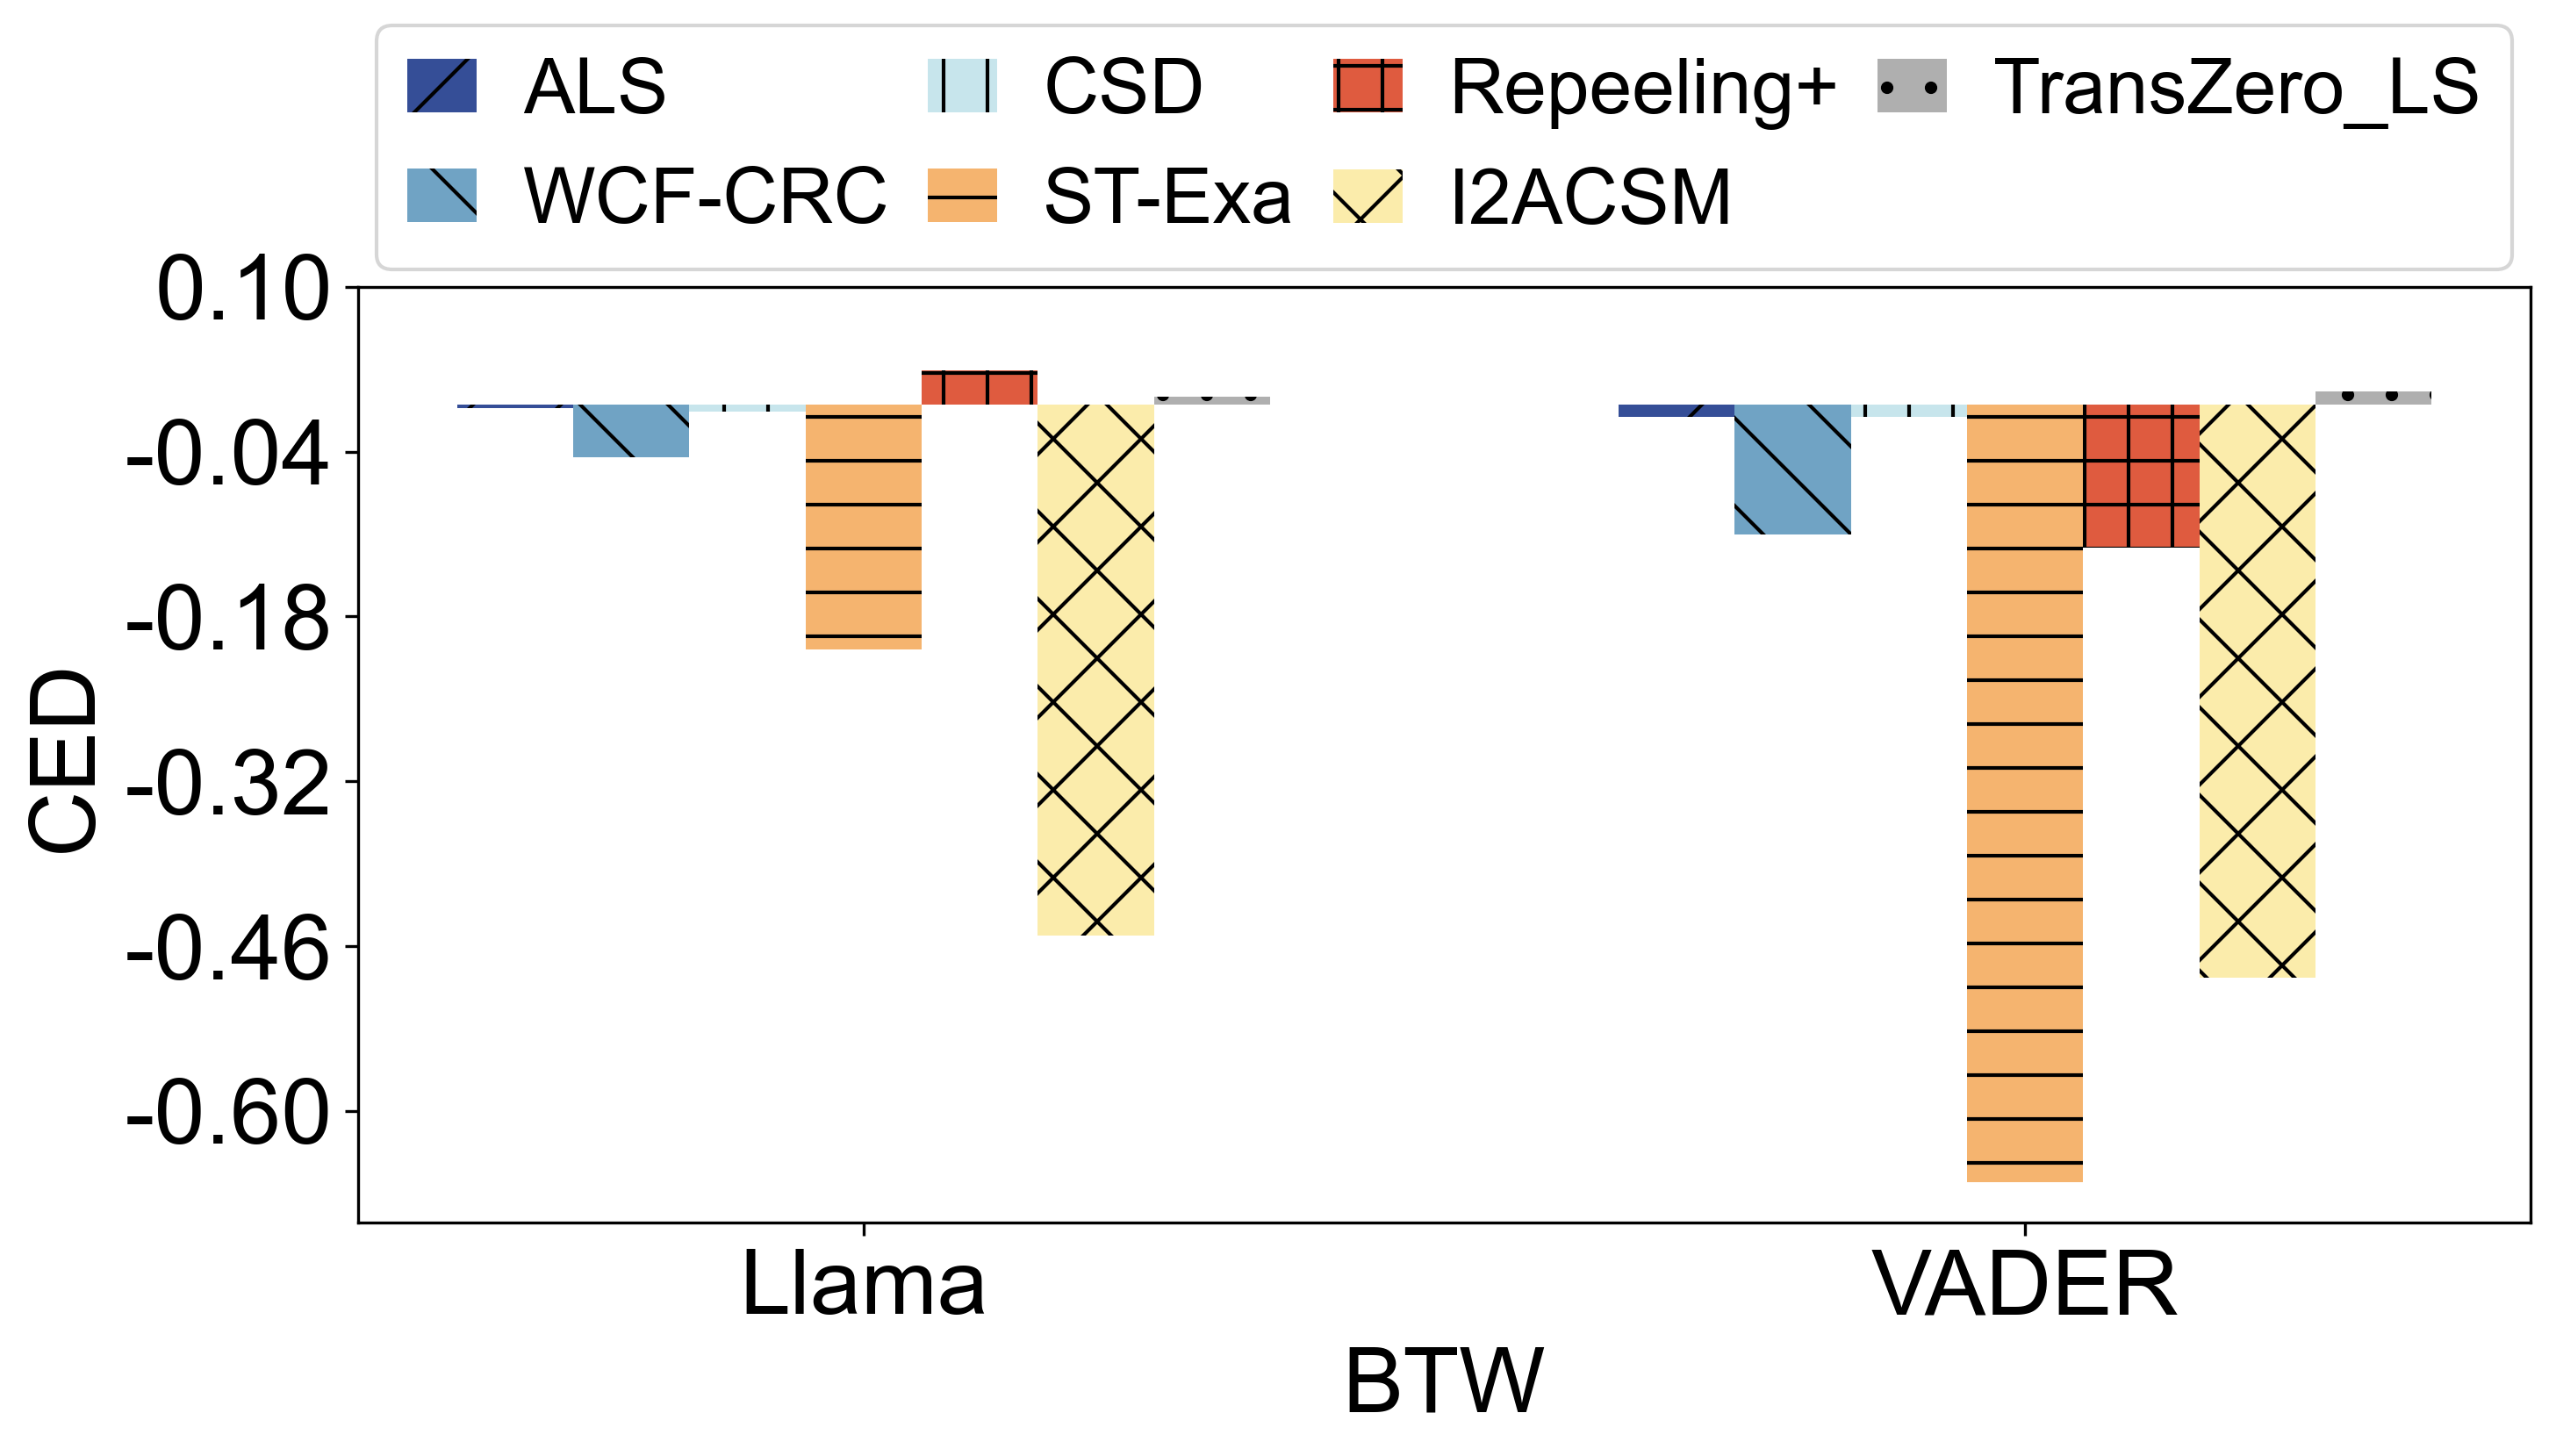 ALS CSD Repeeling+ TransZero_LS
WCF-CRC ST-Exa I2ACSM
0.10
-0.04
-0.18
-0.32
-0.46
-0.60
CED
Llama VADER
BTW